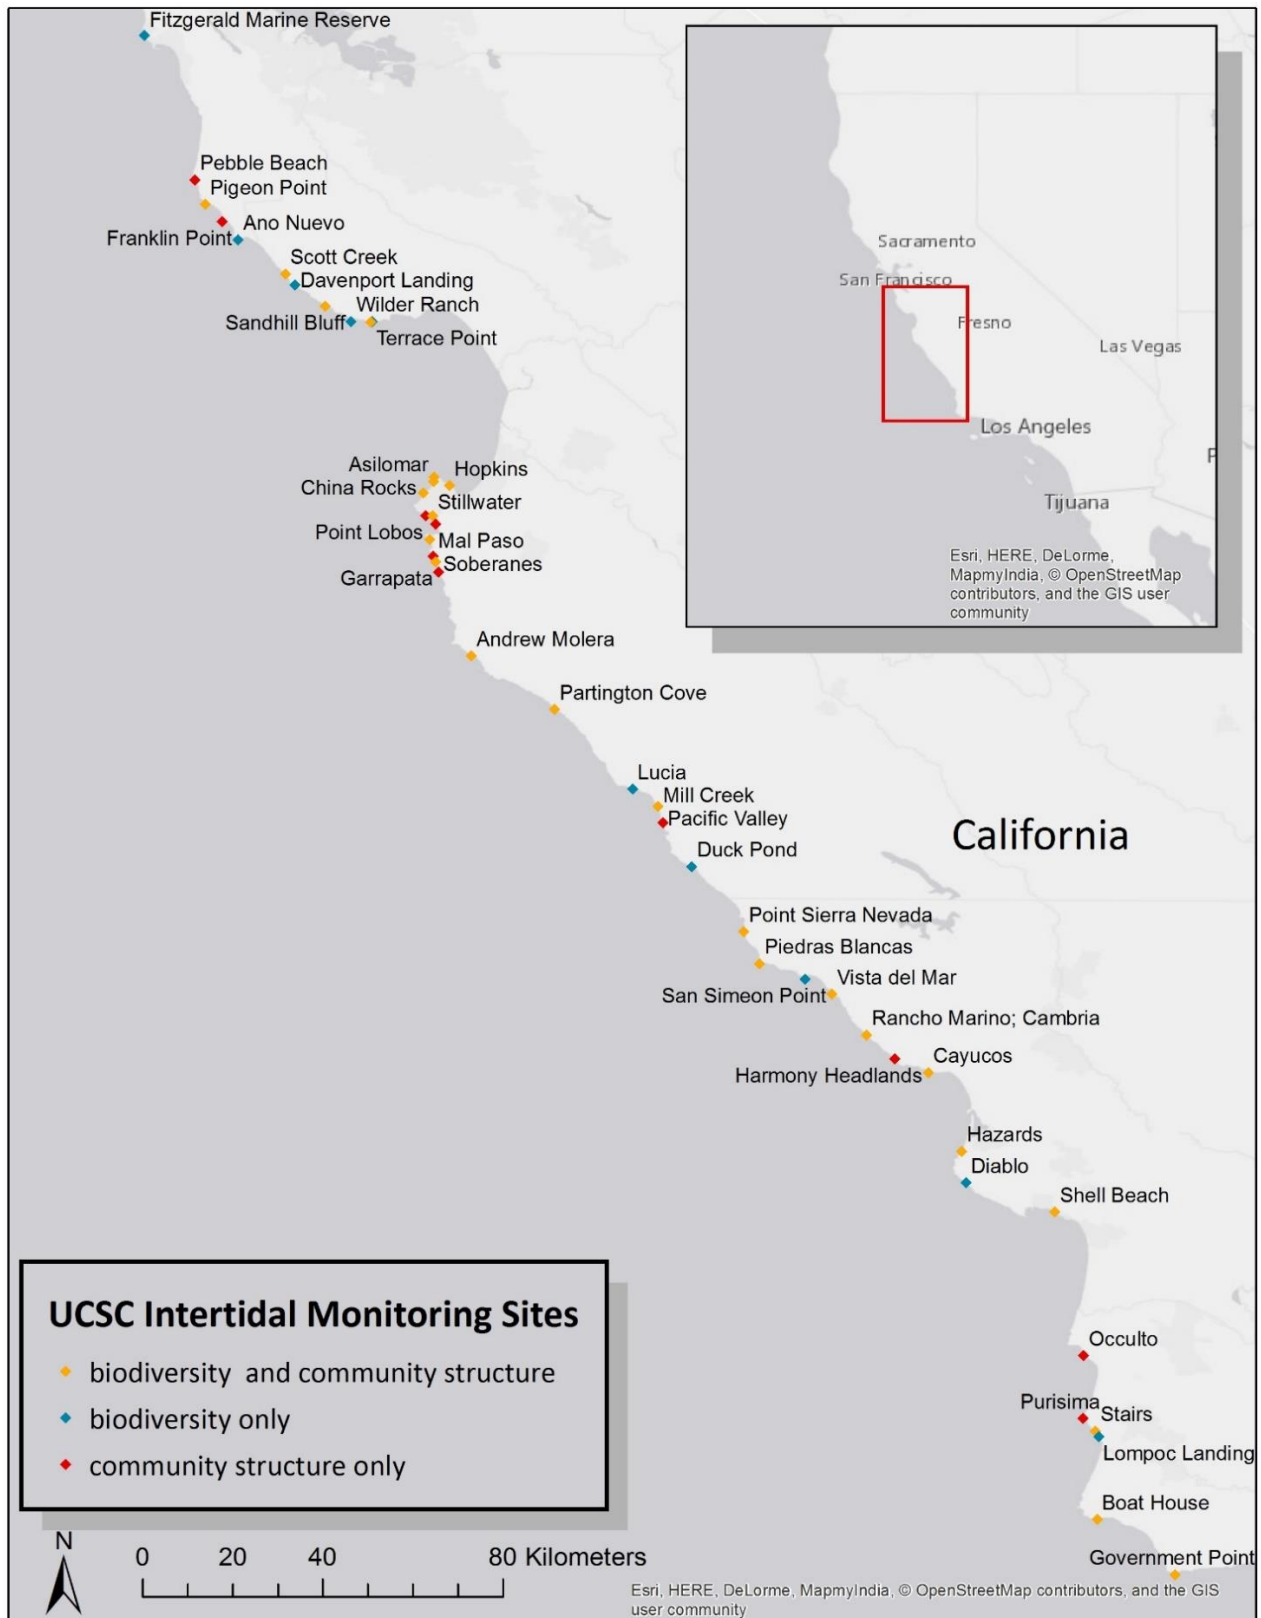 Fitzgerald Marine Reserve
Pebble Beach
Pigeon Point
Ano Nuevo
Franklin Point
Scott Creek
Davenport Landing
Wilder Ranch
Sandhill Bluff
Terrace Point
Asilomar
Hopkins
China Rocks
Stillwater
Point Lobos
Mal Paso
Soberanes
Garrapata
Andrew Molera
Partington Cove
Lucia
Mill Creek
Pacific Valley
Duck Pond
California
Point Sierra Nevada
Piedras Blancas
Vista del Mar
San Simeon Point
Rancho Marino; Cambria
Cayucos
Harmony Headlands
Hazards
Diablo
Shell Beach
Occulto
Purisima
Stairs
Lompoc Landing
Boat House
Government Point
Sacramento
San Francisco
Fresno
Las Vegas
Los Angeles
Tijuana
Esri, HERE, DeLorme,
MapmyIndia, © OpenStreetMap
contributors, and the GIS user
community
UCSC Intertidal Monitoring Sites
biodiversity and community structure
biodiversity only
community structure only
N
0 20 40 80 Kilometers
Esri, HERE, DeLorme, MapmyIndia, © OpenStreetMap contributors, and the GIS
user community